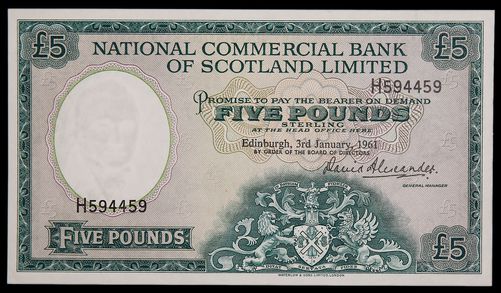 £5
£5
NATIONAL COMMERCIAL BANK
OF SCOTLAND LIMITED
H594459
PROMISE TO PAY THE BEARER ON DEMAND
FIVE POUNDS
STERLING
AT THE HEAD OFFICE HERE
Edinburgh, 3rd January, 1961
BY ORDER OF THE BOARD OF DIRECTORS
David Alexander.
GENERAL MANAGER
H594459
FIVE POUNDS
£5
WATERLOW & SONS LIMITED, LONDON